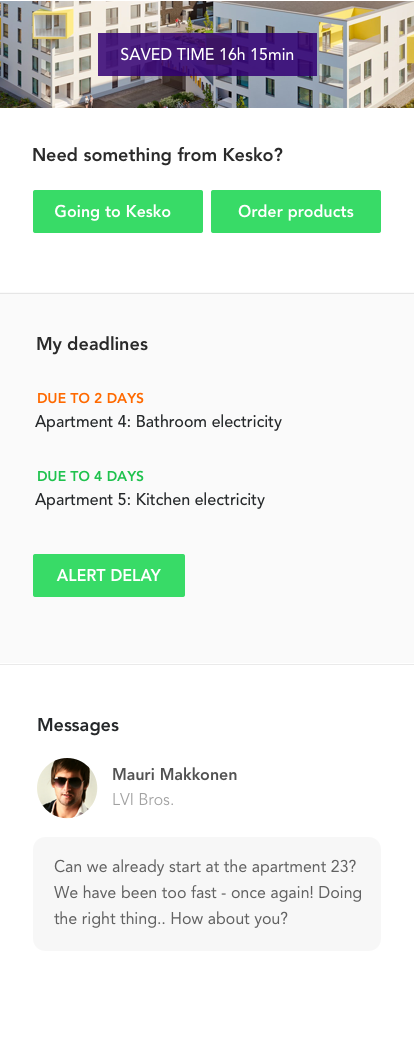 SAVED TIME 16h 15min
Need something from Kesko?
Going to Kesko
Order products
My deadlines
DUE TO 2 DAYS
Apartment 4: Bathroom electricity
DUE TO 4 DAYS
Apartment 5: Kitchen electricity
ALERT DELAY
Messages
Mauri Makkonen
LVI Bros.
Can we already start at the apartment 23?
We have been too fast - once again! Doing
the right thing.. How about you?